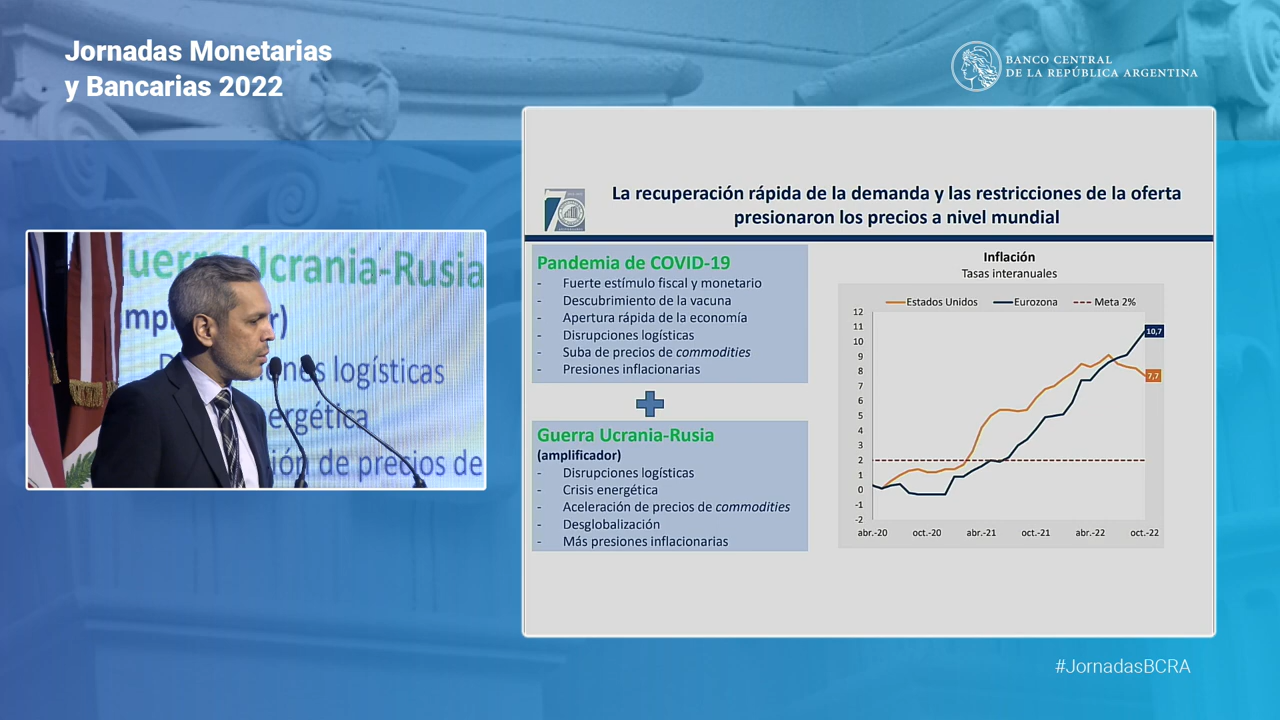 Jornadas Monetarias
y Bancarias 2022
BANCO CENTRAL
DE LA REPÚBLICA ARGENTINA
Ucrania-Rusia
logísticas
de precios de
La recuperación rápida de la demanda y las restricciones de la oferta
presionaron los precios a nivel mundial
Pandemia de COVID-19
- Fuerte estímulo fiscal y monetario
- Descubrimiento de la vacuna
- Apertura rápida de la economía
- Disrupciones logísticas
- Suba de precios de commodities
- Presiones inflacionarias
Guerra Ucrania-Rusia
(amplificador)
- Disrupciones logísticas
- Crisis energética
- Aceleración de precios de commodities
- Desglobalización
- Más presiones inflacionarias
Inflación
Tasas interanuales
Estados Unidos Eurozona Meta 2%
12
11
10
9
8
7
6
5
4
3
2
1
0
-1
-2
10,7
7,7
abr.-20 oct.-20 abr.-21 oct.-21 abr.-22 oct.-22
#JornadasBCRA